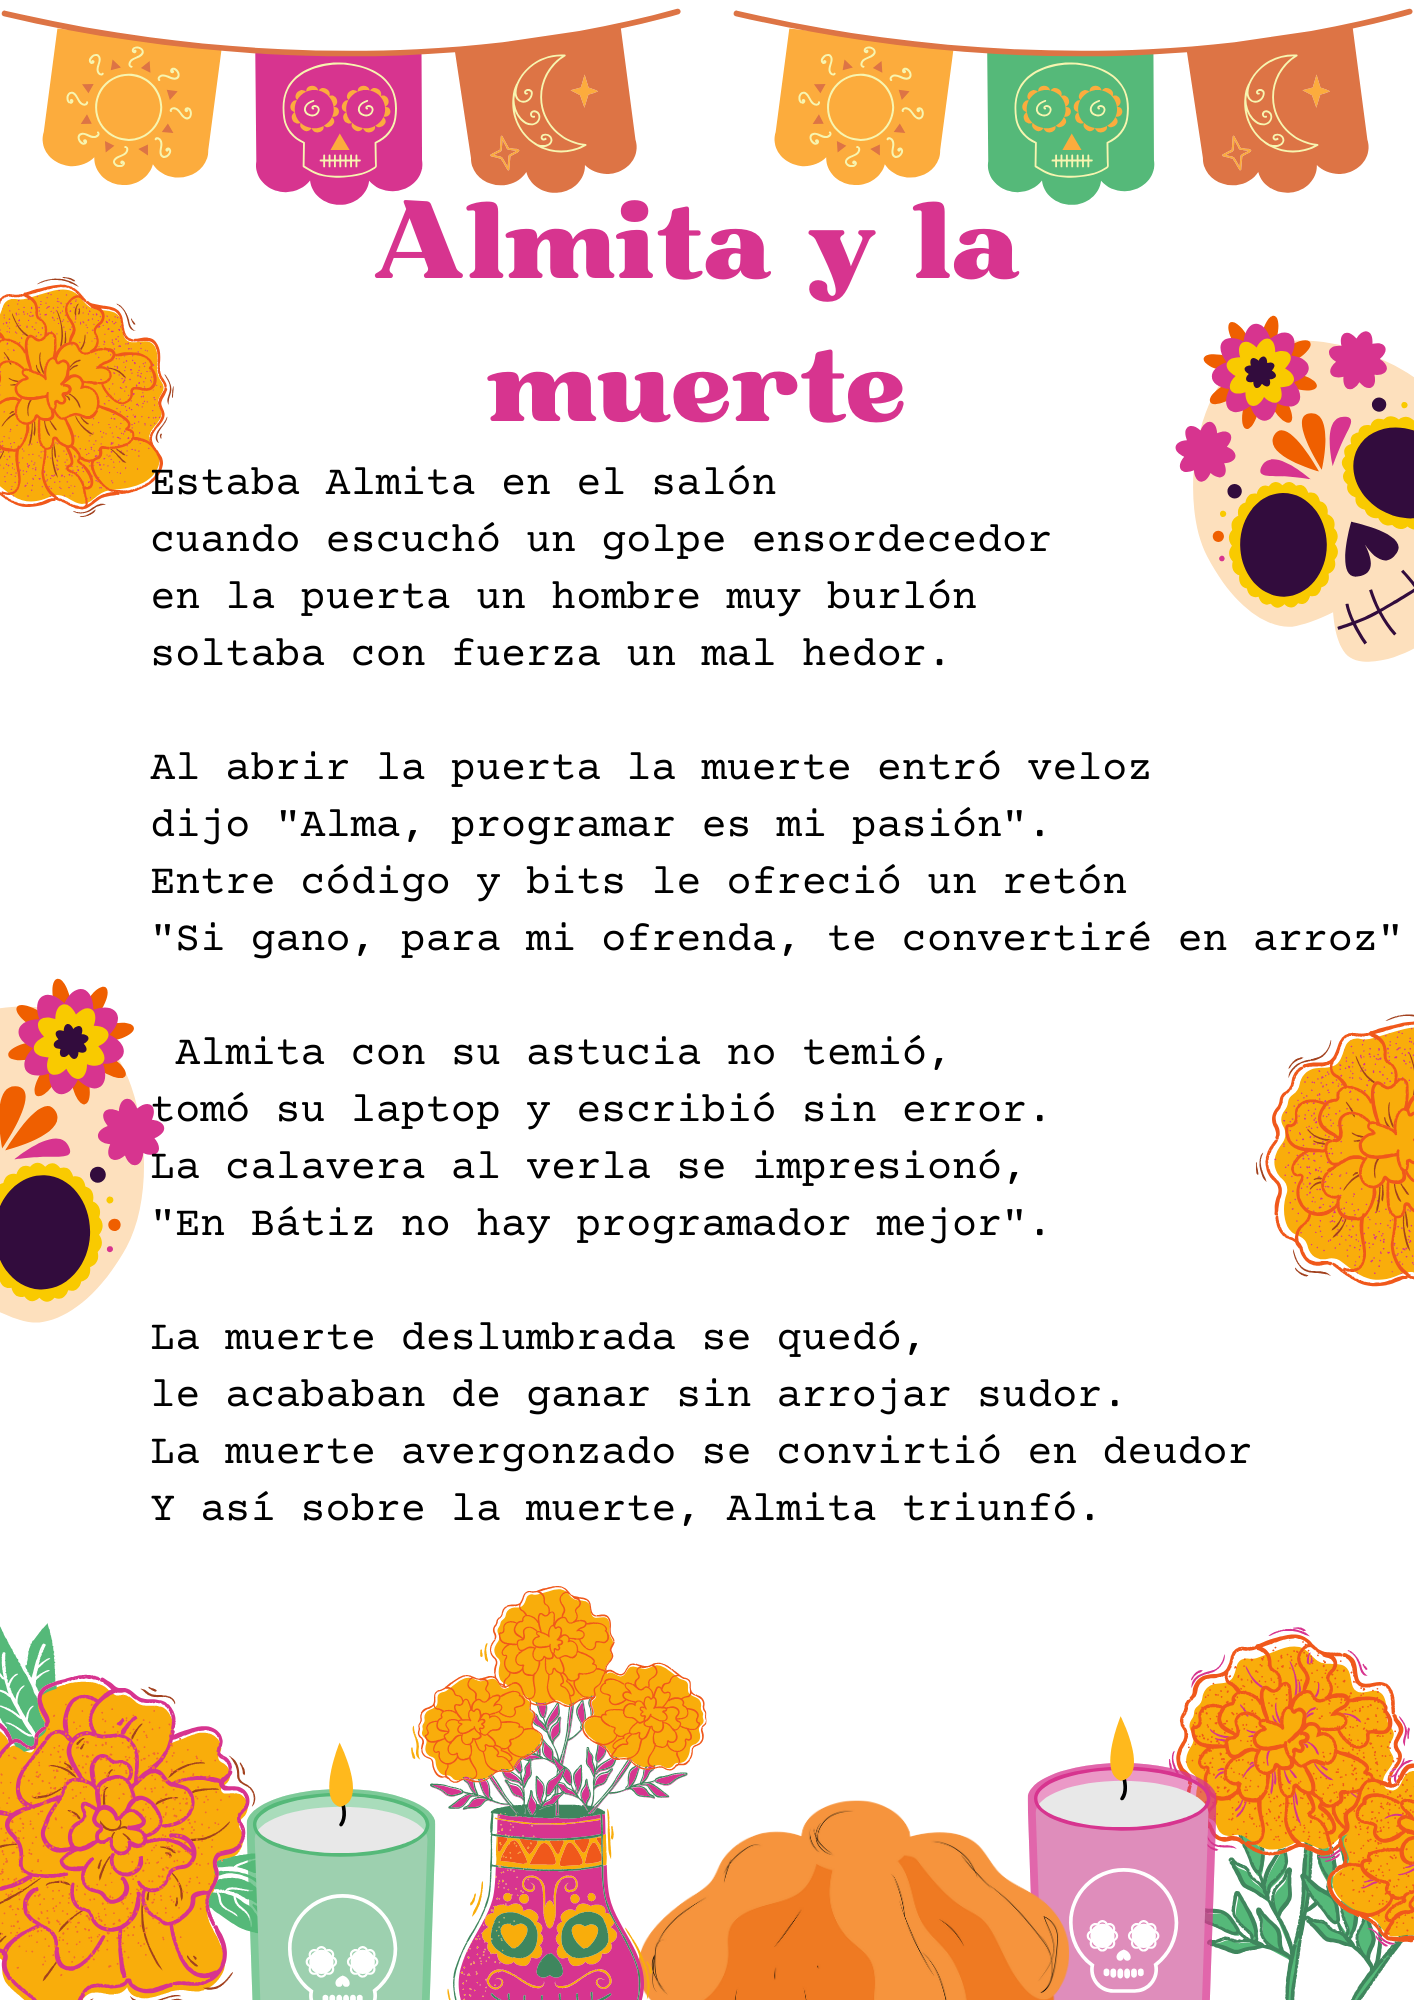 Almita y la
muerte
Estaba Almita en el salón
cuando escuchó un golpe ensordecedor
en la puerta un hombre muy burlón
soltaba con fuerza un mal hedor.
Al abrir la puerta la muerte entró veloz
dijo "Alma, programar es mi pasión".
Entre código y bits le ofreció un retón
"Si gano, para mi ofrenda, te convertiré en arroz"
Almita con su astucia no temió,
tomó su laptop y escribió sin error.
La calavera al verla se impresionó,
"En Bátiz no hay programador mejor".
La muerte deslumbrada se quedó,
le acababan de ganar sin arrojar sudor.
La muerte avergonzado se convirtió en deudor
Y así sobre la muerte, Almita triunfó.